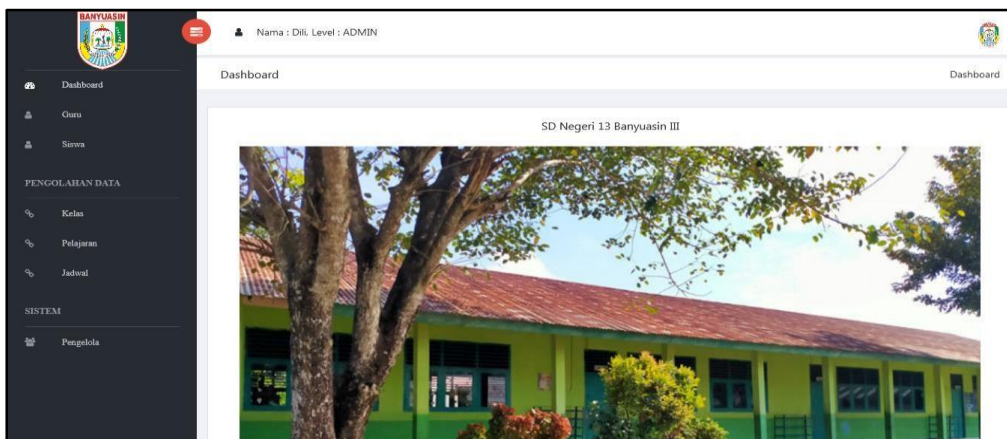 BANYUASIN
Dashboard
Guru
Siswa
PENGOLAHAN DATA
Kelas
Pelajaran
Jadwal
SISTEM
Pengelola
Nama : Dili, Level : ADMIN
Dashboard
Dashboard
SD Negeri 13 Banyuasin III